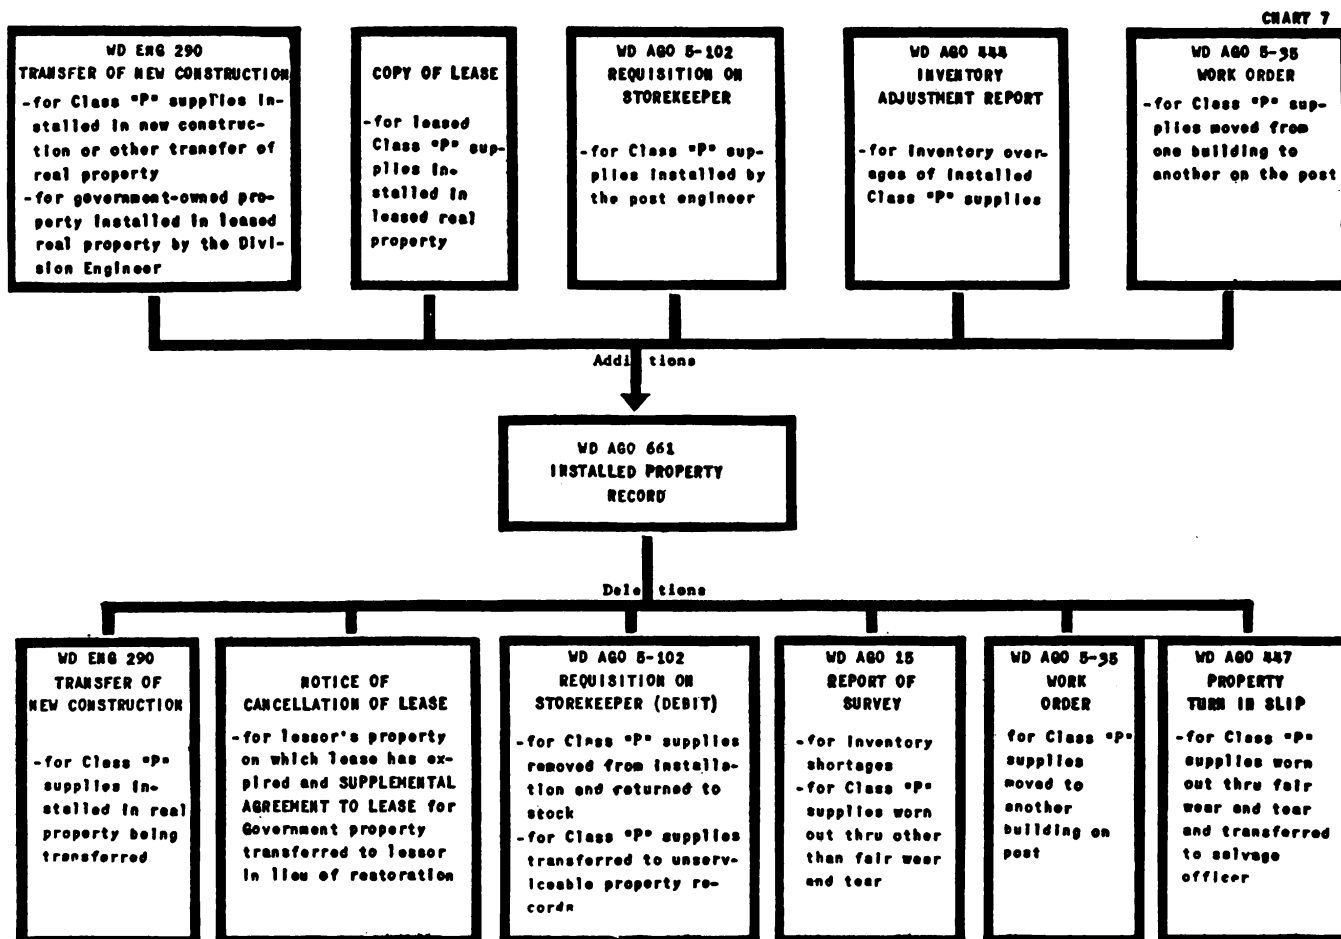 CHART 7
WD ENG 290
TRANSFER OF NEW CONSTRUCTION
-for Class "P" supplies in-
stalled in new construc-
tion or other transfer of
real property
-for government-owned pro-
perty installed in leased
real property by the Divi-
sion Engineer
COPY OF LEASE
-for leased
Class "P" sup-
plies in-
stalled in
leased real
property
WD AGO 5-102
REQUISITION ON
STOREKEEPER
-for Class "P" sup-
plies installed by
the post engineer
WD AGO 444
INVENTORY
ADJUSTMENT REPORT
-for inventory over-
ages of installed
Class "P" supplies
WD AGO 5-35
WORK ORDER
-for Class "P" sup-
plies moved from
one building to
another on the post
Additions
WD AGO 661
INSTALLED PROPERTY
RECORD
Deletions
WD ENG 290
TRANSFER OF
NEW CONSTRUCTION
-for Class "P"
supplies in-
stalled in real
property being
transferred
NOTICE OF
CANCELLATION OF LEASE
-for lessor's property
on which lease has ex-
pired and SUPPLEMENTAL
AGREEMENT TO LEASE for
Government property
transferred to lessor
in lieu of restoration
WD AGO 5-102
REQUISITION ON
STOREKEEPER (DEBIT)
-for Class "P" supplies
removed from installa-
tion and returned to
stock
-for Class "P" supplies
transferred to unserv-
iceable property re-
cords
WD AGO 15
REPORT OF
SURVEY
-for inventory
shortages
-for Class "P"
supplies worn
out thru other
than fair wear
and tear
WD AGO 5-35
WORK
ORDER
for Class "P"
supplies
moved to
another
building on
post
WD AGO 447
PROPERTY
TURN IN SLIP
-for Class "P"
supplies worn
out thru fair
wear and tear
and transferred
to salvage
officer